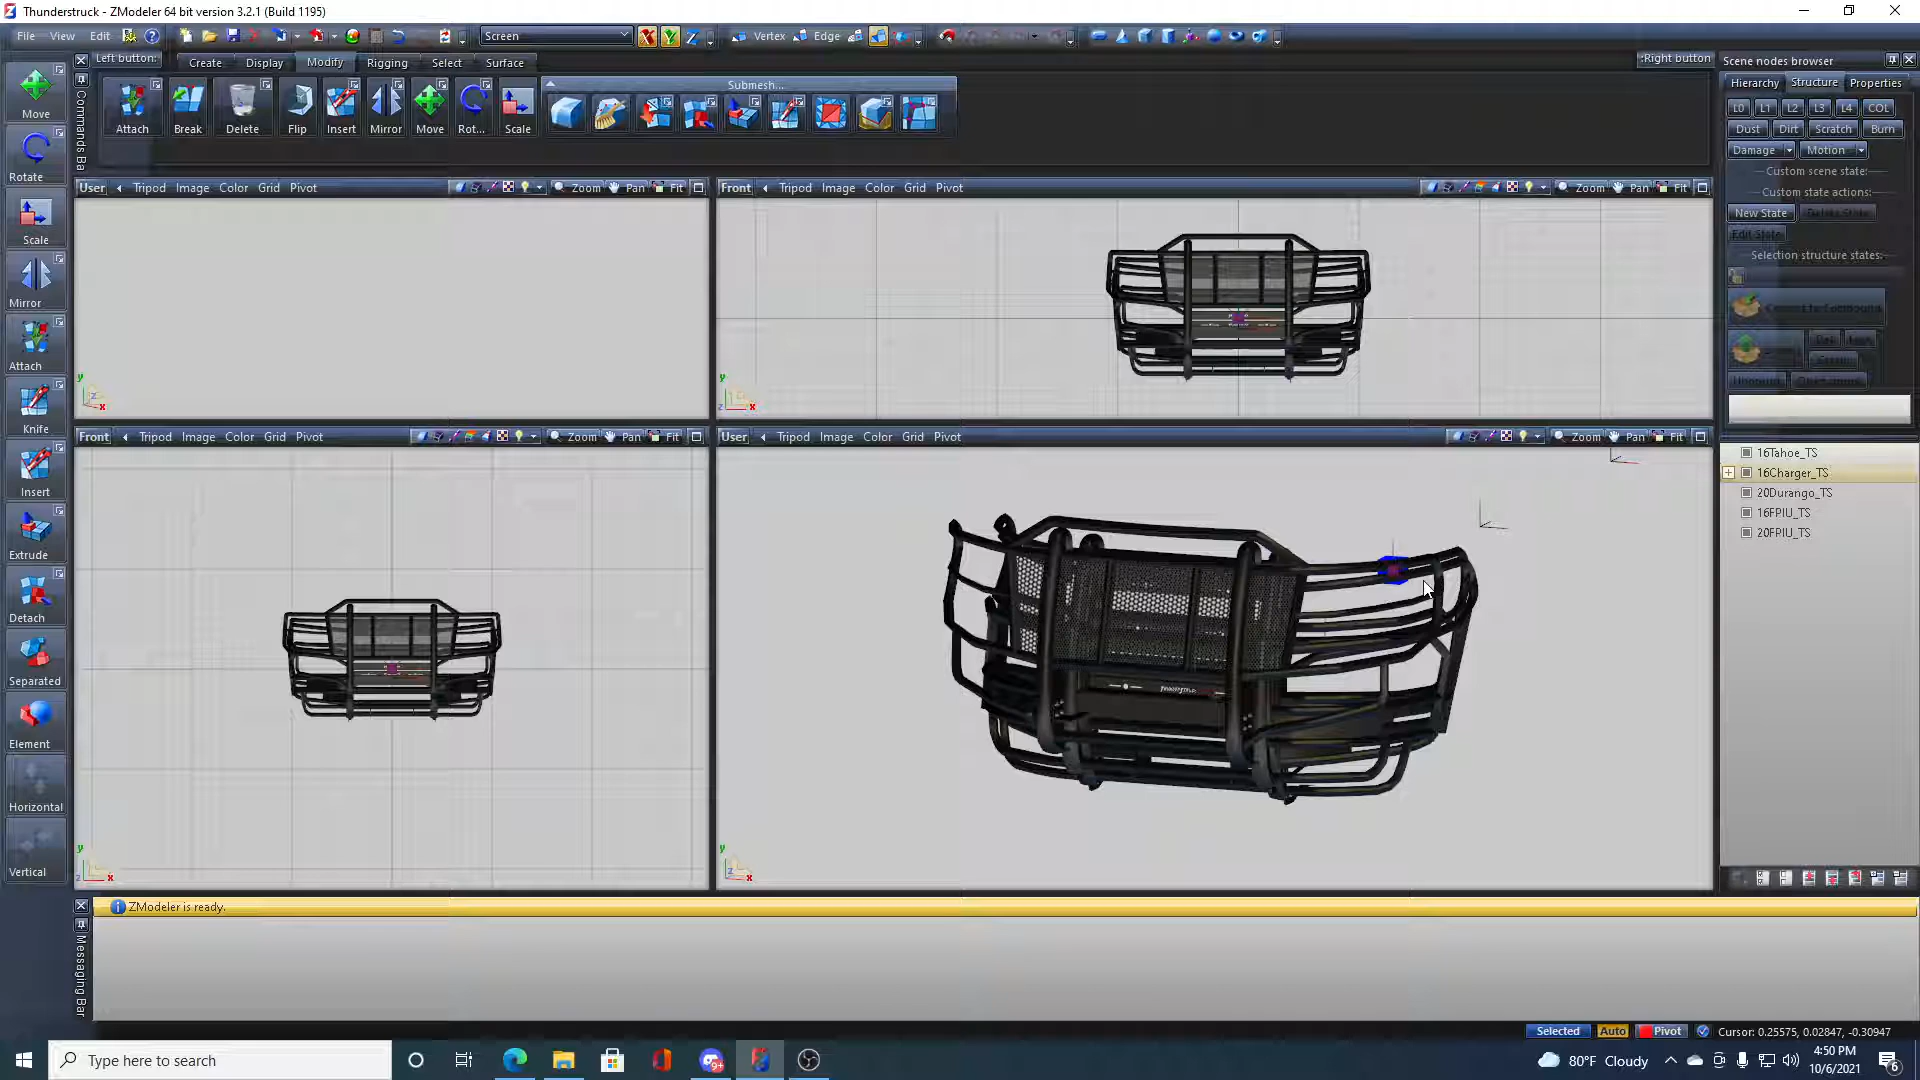 Thunderstruck - ZModeler 64 bit version 3.2.1 (Build 1195)
File View Edit Screen Vertex Edge
Left button: :Right button
Create Display Modify Rigging Select Surface
Submesh...
Attach Break Delete Flip Insert Mirror Move Rot... Scale
Commands Ba
Move
Rotate
Scale
Mirror
Attach
Knife
Insert
Extrude
Detach
Separated
Element
Horizontal
Vertical
User Tripod Image Color Grid Pivot Zoom Pan Fit
Front Tripod Image Color Grid Pivot Zoom Pan Fit
Front Tripod Image Color Grid Pivot Zoom Pan Fit
User Tripod Image Color Grid Pivot Zoom Pan Fit
Scene nodes browser
Hierarchy Structure Properties
L0 L1 L2 L3 L4 COL
Dust Dirt Scratch Burn
Damage Motion
Custom scene state:
Custom state actions:
New State Delete State
Edit State
Selection structure states:
Convert to Compound
16Tahoe_TS
16Charger_TS
20Durango_TS
16FPIU_TS
20FPIU_TS
ZModeler is ready.
Messaging Bar
Selected Auto Pivot Cursor: 0.25575, 0.02847, -0.30947
Type here to search
9+
80°F Cloudy
4:50 PM
10/6/2021
6